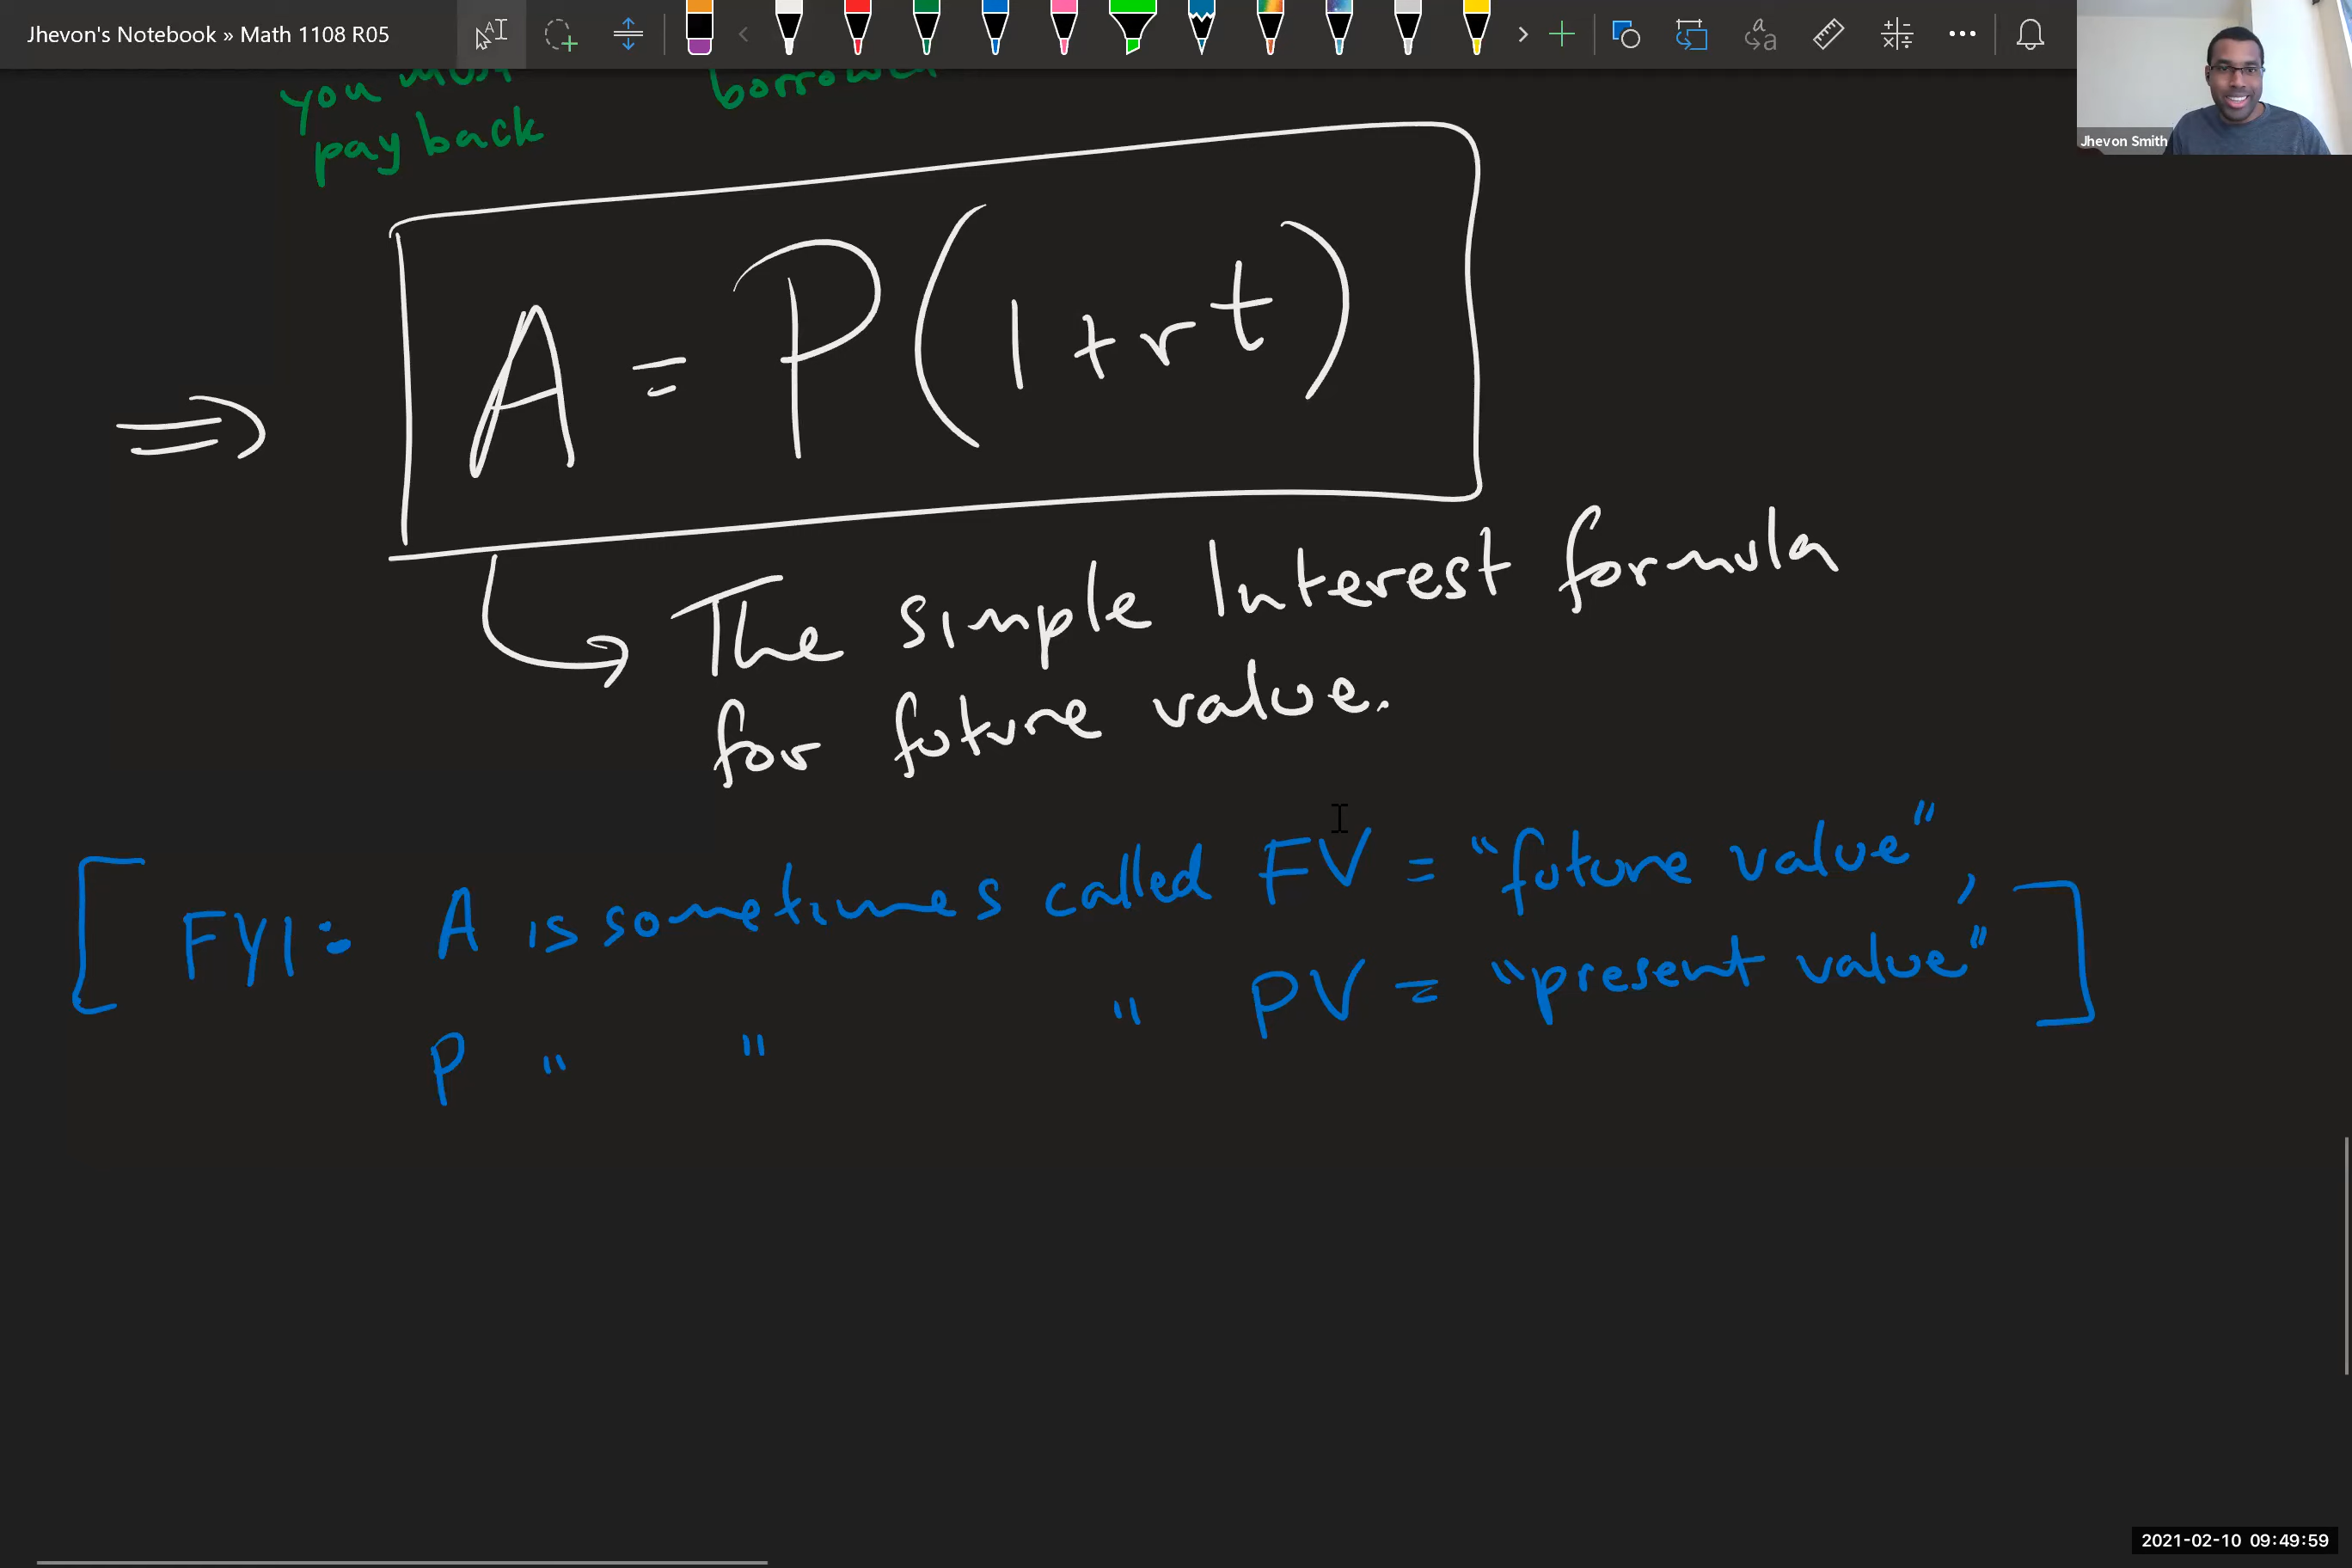 Jhevon's Notebook » Math 1108 R05
Jhevon Smith
you must
borrowed
pay back
⇒ A = P(1 + rt)
→ The simple Interest formula
for future value.
[FYI: A is sometimes called FV = "future value",
P " " " PV = "present value"]
2021-02-10 09:49:59